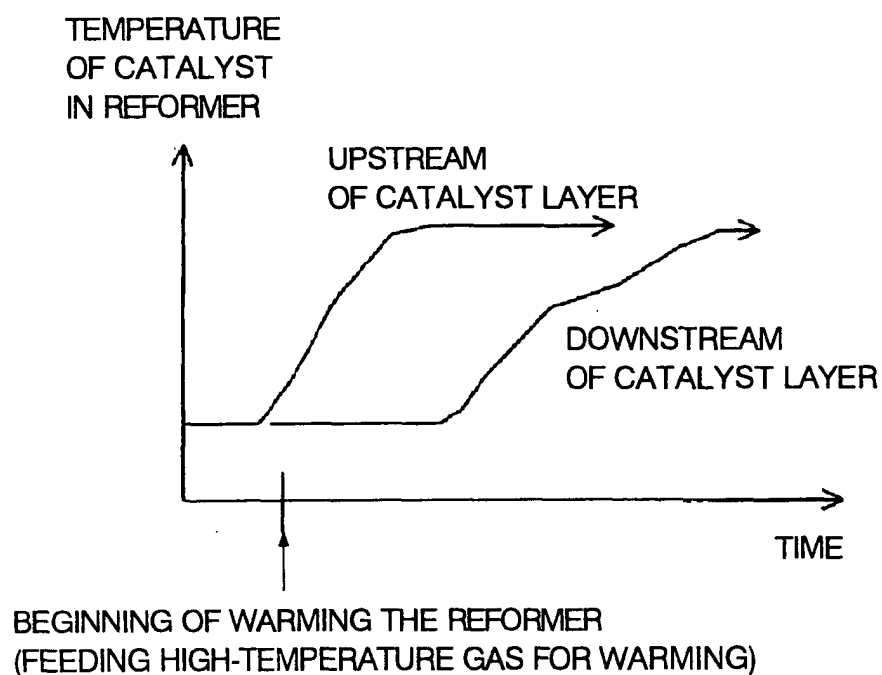 TEMPERATURE
OF CATALYST
IN REFORMER
UPSTREAM
OF CATALYST LAYER
DOWNSTREAM
OF CATALYST LAYER
TIME
BEGINNING OF WARMING THE REFORMER
(FEEDING HIGH-TEMPERATURE GAS FOR WARMING)